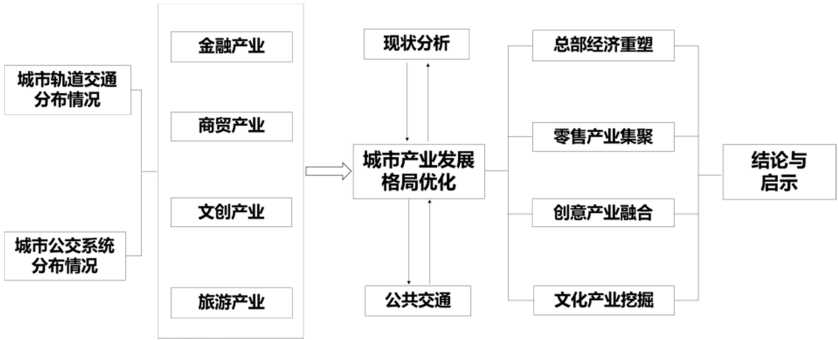 城市轨道交通
分布情况
城市公交系统
分布情况
金融产业
商贸产业
文创产业
旅游产业
现状分析
城市产业发展
格局优化
公共交通
总部经济重塑
零售产业集聚
创意产业融合
文化产业挖掘
结论与
启示